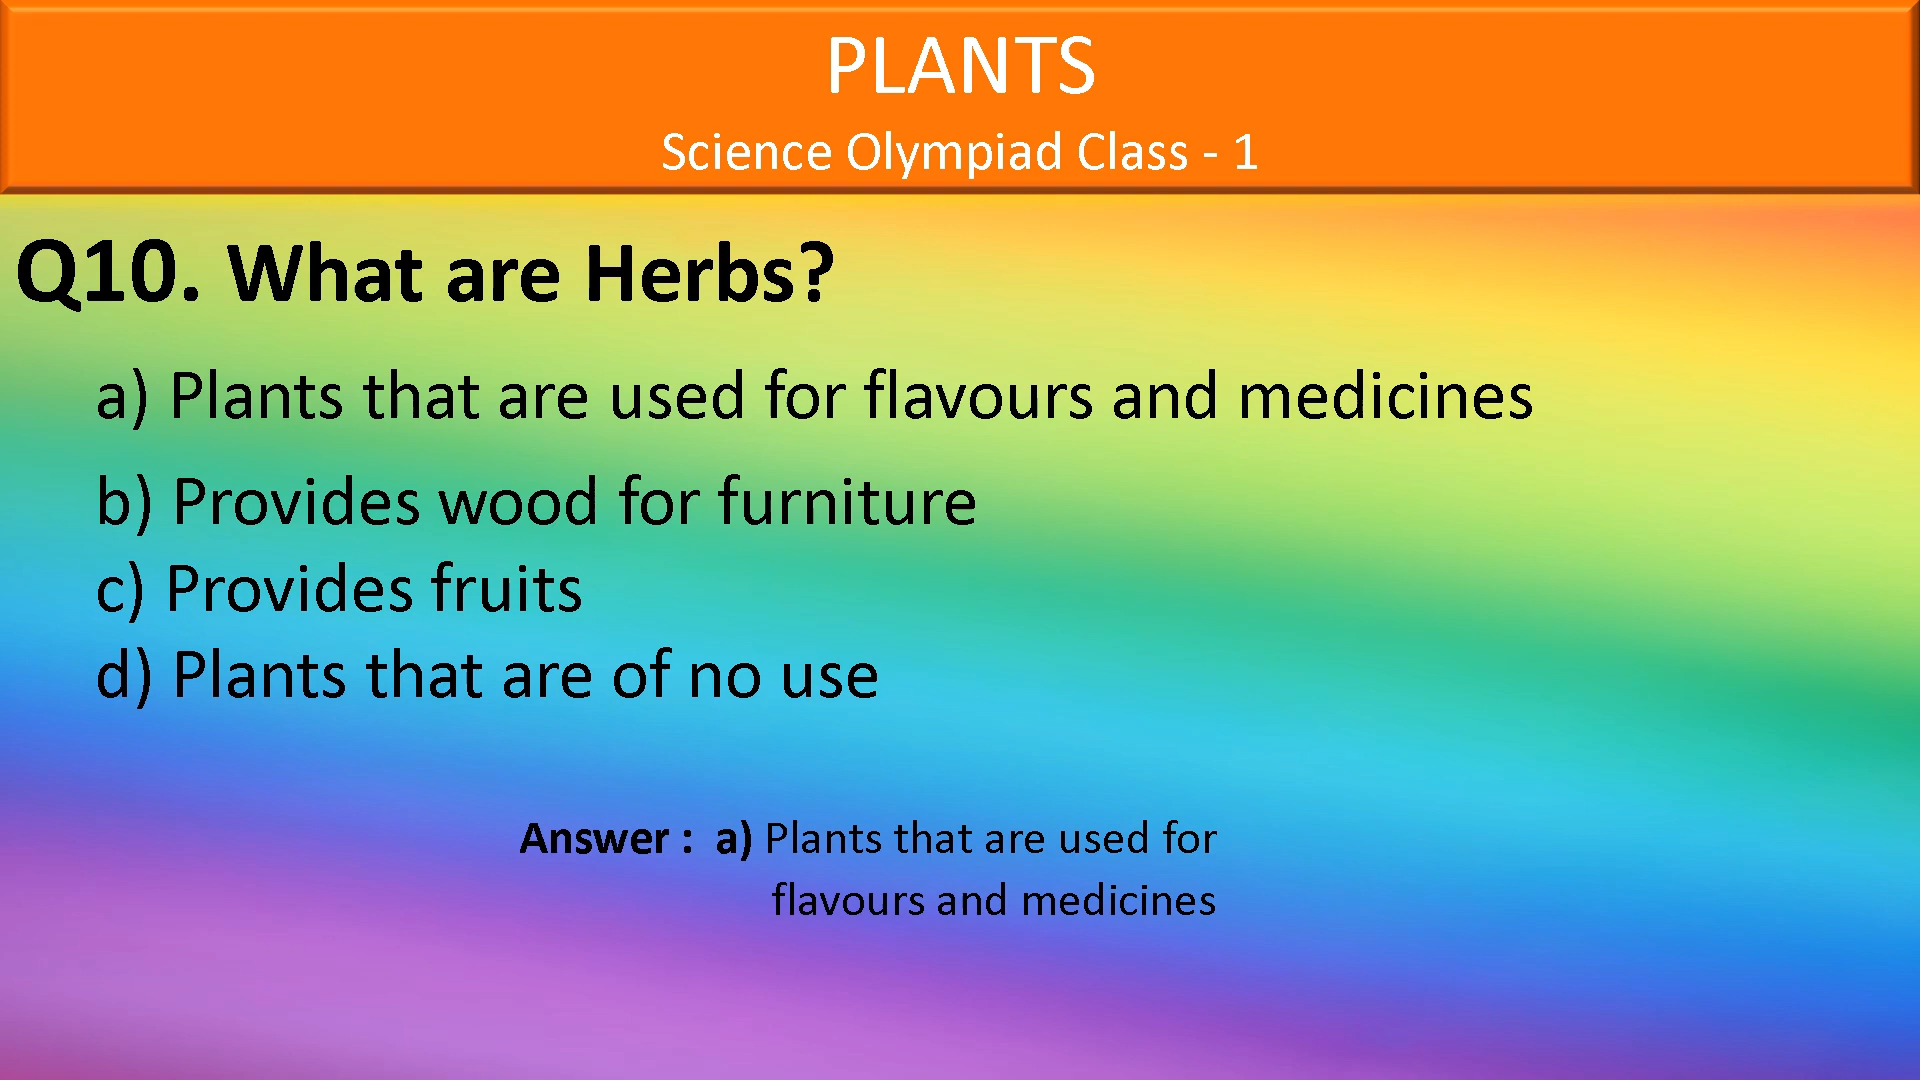 PLANTS
Science Olympiad Class - 1
Q10. What are Herbs?
a) Plants that are used for flavours and medicines
b) Provides wood for furniture
c) Provides fruits
d) Plants that are of no use
Answer : a) Plants that are used for
flavours and medicines